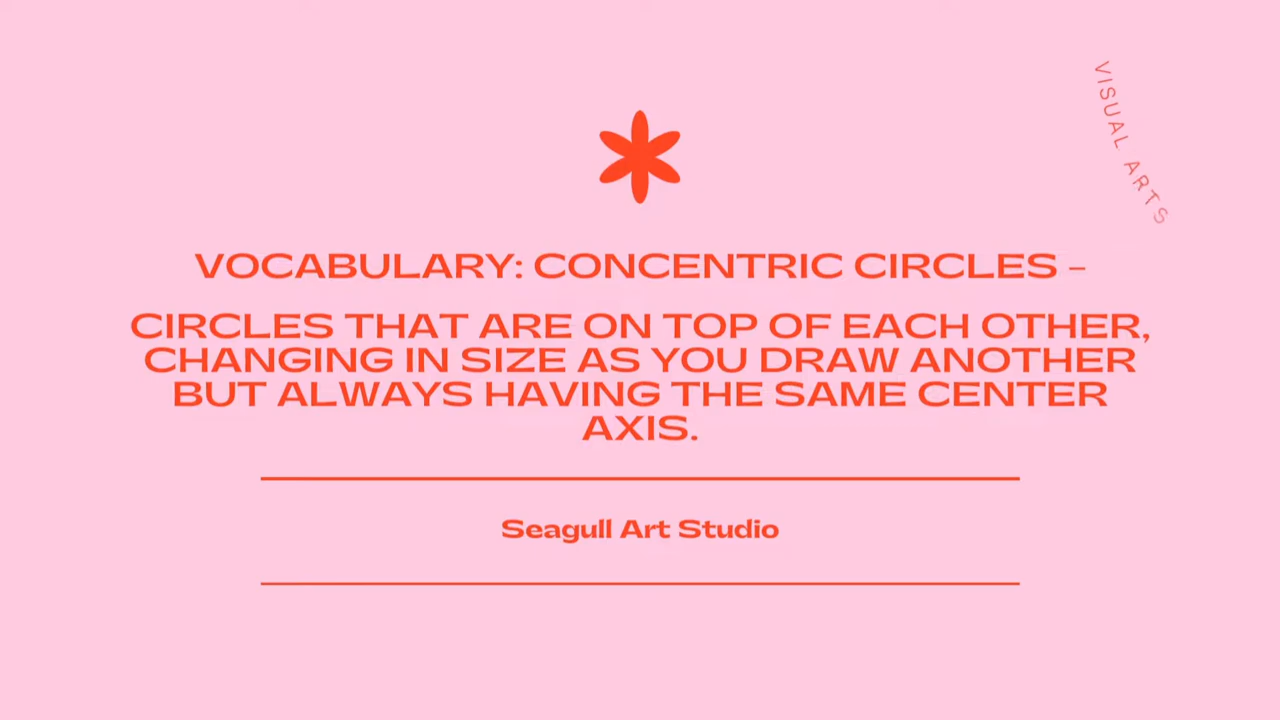 VISUAL ARTS
VOCABULARY: CONCENTRIC CIRCLES –
CIRCLES THAT ARE ON TOP OF EACH OTHER,
CHANGING IN SIZE AS YOU DRAW ANOTHER
BUT ALWAYS HAVING THE SAME CENTER
AXIS.
Seagull Art Studio